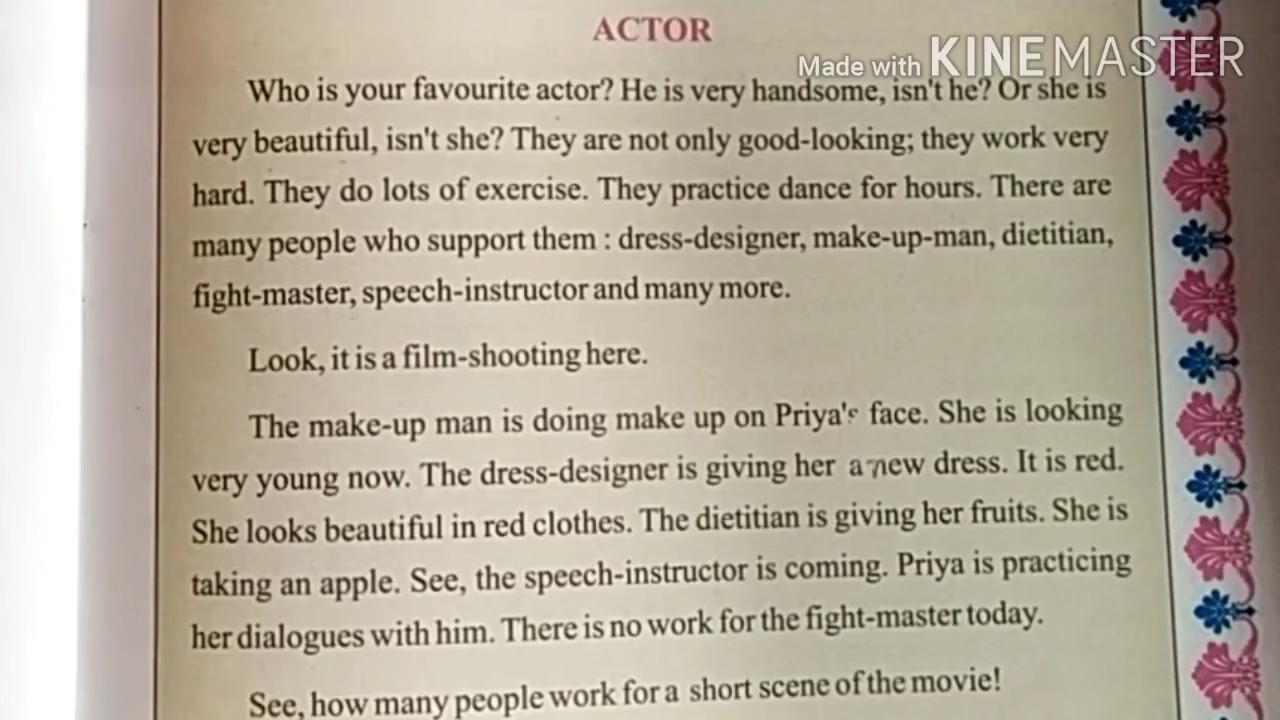 ACTOR
Made with KINEMASTER
Who is your favourite actor? He is very handsome, isn't he? Or she is
very beautiful, isn't she? They are not only good-looking; they work very
hard. They do lots of exercise. They practice dance for hours. There are
many people who support them : dress-designer, make-up-man, dietitian,
fight-master, speech-instructor and many more.
Look, it is a film-shooting here.
The make-up man is doing make up on Priya's face. She is looking
very young now. The dress-designer is giving her a new dress. It is red.
She looks beautiful in red clothes. The dietitian is giving her fruits. She is
taking an apple. See, the speech-instructor is coming. Priya is practicing
her dialogues with him. There is no work for the fight-master today.
See, how many people work for a short scene of the movie!